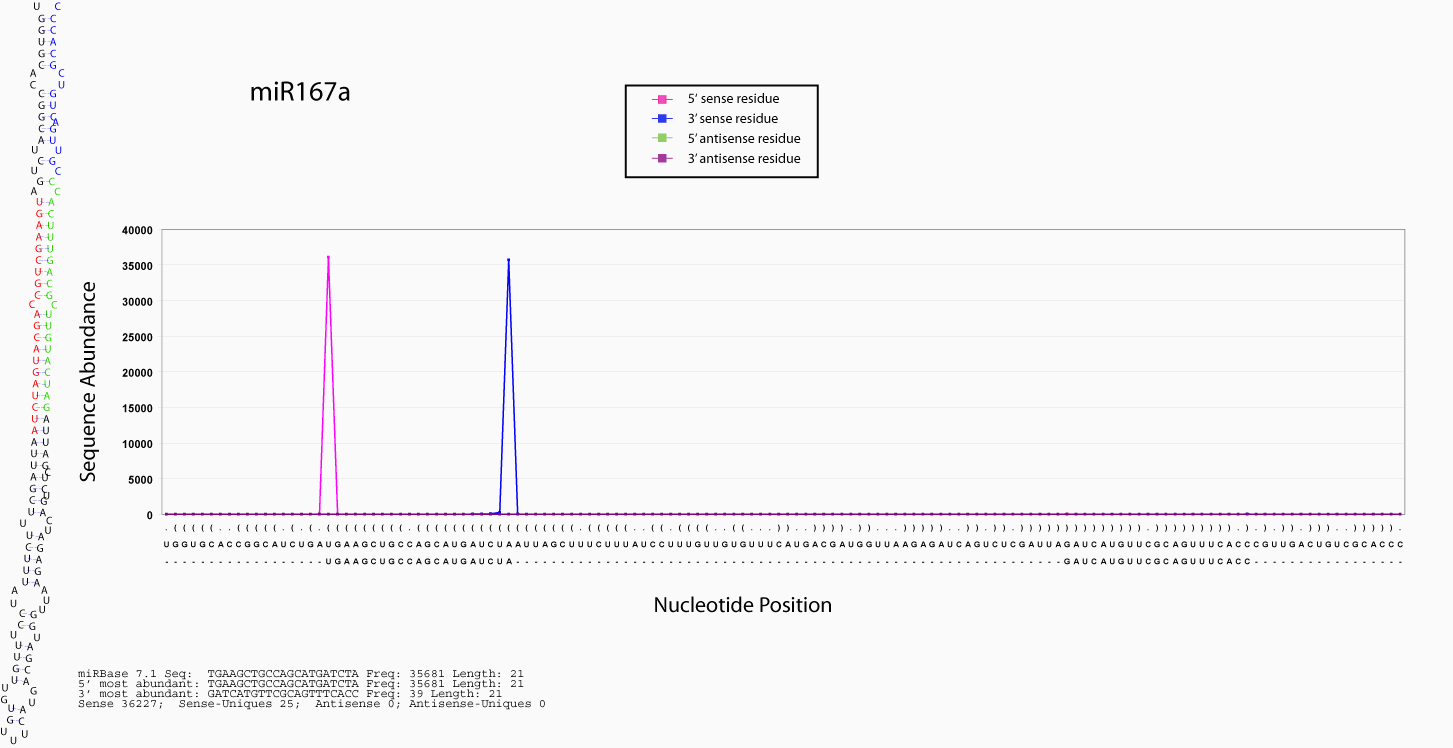 miR167a
5' sense residue
3' sense residue
5' antisense residue
3' antisense residue
Sequence Abundance
40000
35000
30000
25000
20000
15000
10000
5000
0
UGGUGCACCGGCAUCUGAUGAAGCUGCCAGCAUGAUCUAAUUAGCUUUCUUUAUCCUUUGUUGUGUUUCAUGACGAUGGUUAAGAGAUCAGUCUCGAUUAGAUCAUGUUCGCAGUUUCACCCGUUGACUGUCGCACCC
------------------UGAAGCUGCCAGCAUGAUCUA-------------------------------------------------------------GAUCAUGUUCGCAGUUUCACC-----------------
Nucleotide Position
miRBase 7.1 Seq: TGAAGCTGCCAGCATGATCTA Freq: 35681 Length: 21
5' most abundant: TGAAGCTGCCAGCATGATCTA Freq: 35681 Length: 21
3' most abundant: GATCATGTTCGCAGTTTCACC Freq: 39 Length: 21
Sense 36227; Sense-Uniques 25; Antisense 0; Antisense-Uniques 0